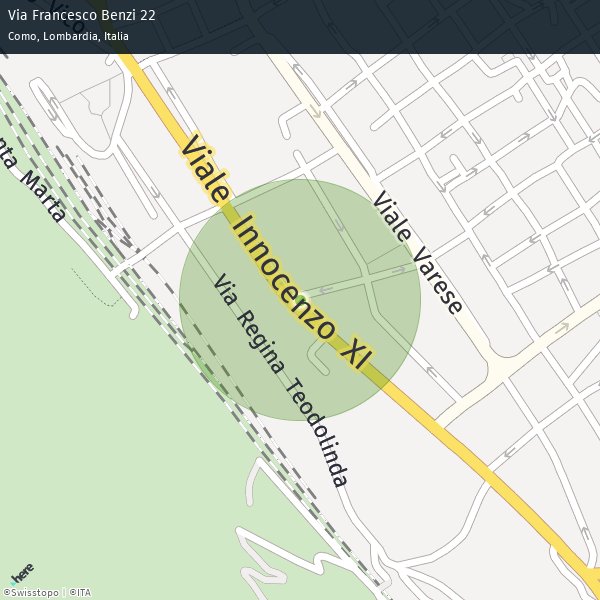 Via Francesco Benzi 22
Como, Lombardia, Italia
Vico
Viale Innocenzo XI
nta Marta
Viale Varese
Via Regina Teodolinda
here
©Swisstopo | ©ITA